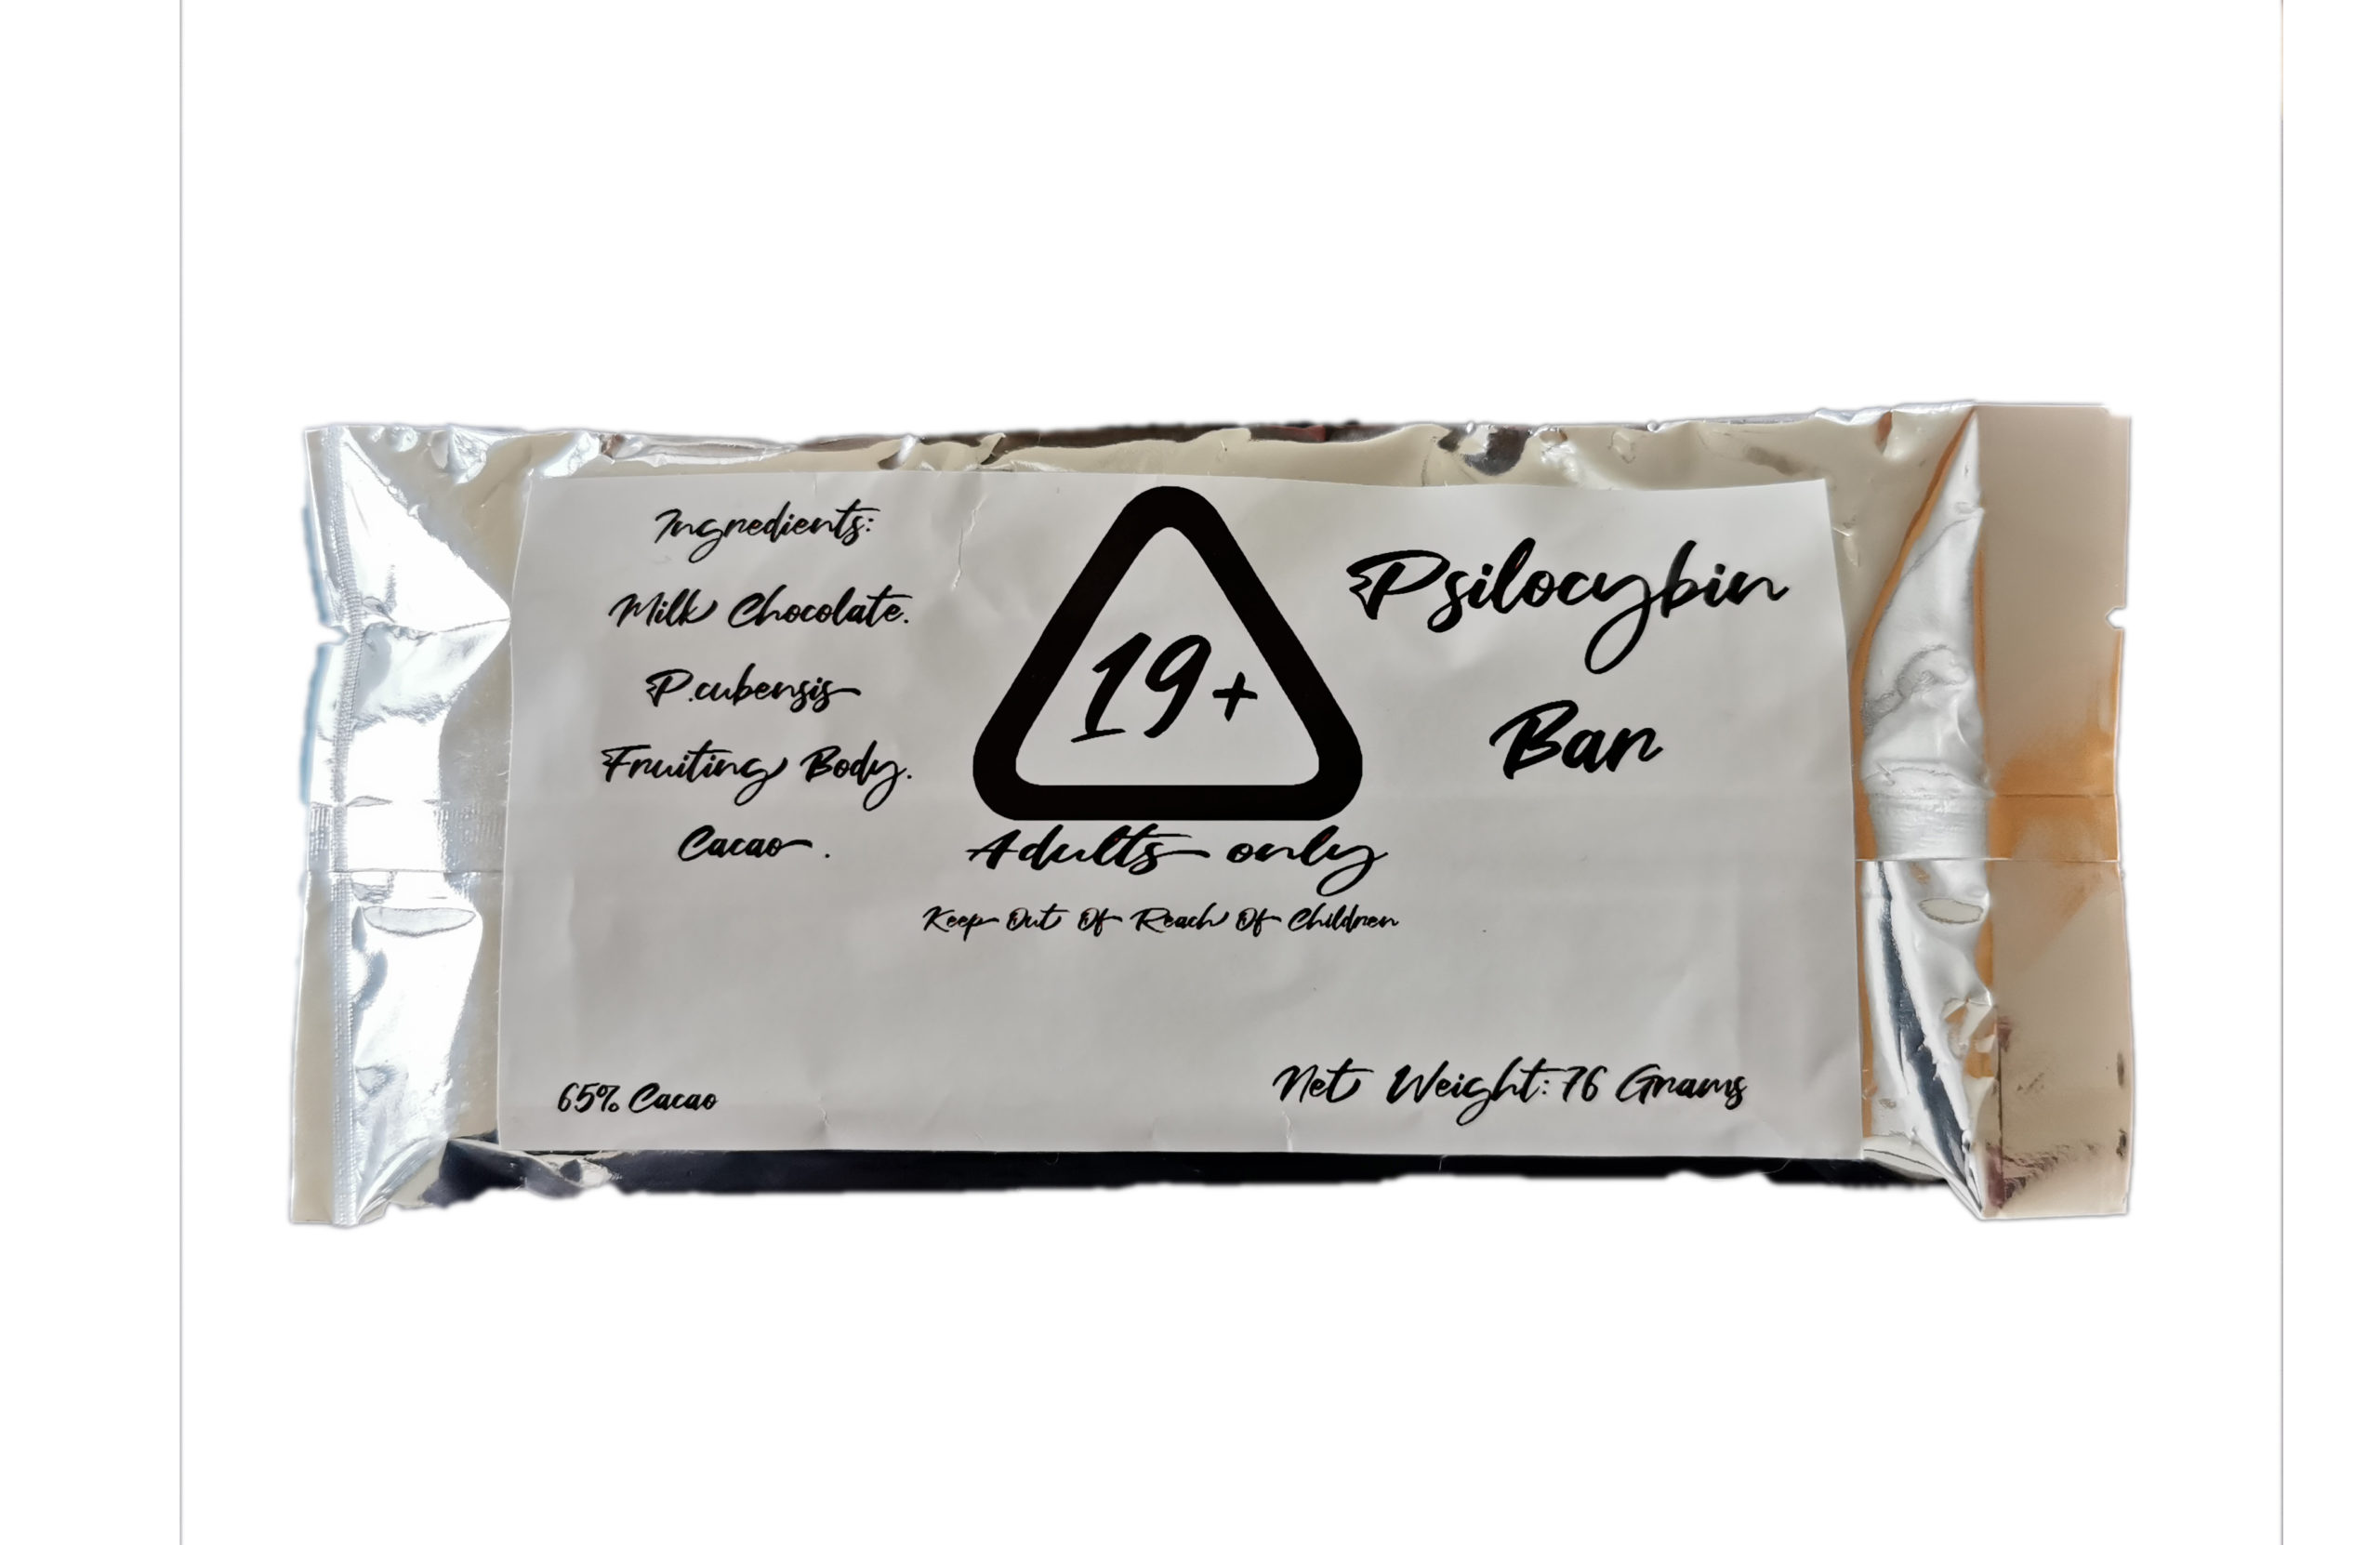 Ingredients:
Milk Chocolate.
P.cubensis
Fruiting Body.
Cacao .
65% Cacao
19+
Adults only
Keep Out Of Reach Of Children
Psilocybin
Bar
Net Weight: 76 Grams